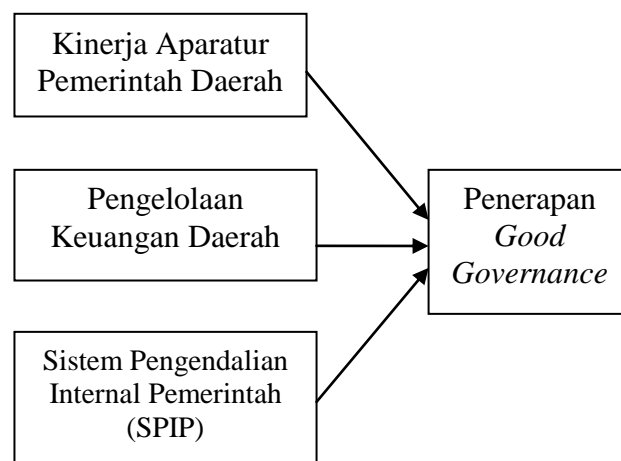 Kinerja Aparatur
Pemerintah Daerah
Pengelolaan
Keuangan Daerah
Penerapan
Good
Governance
Sistem Pengendalian
Internal Pemerintah
(SPIP)